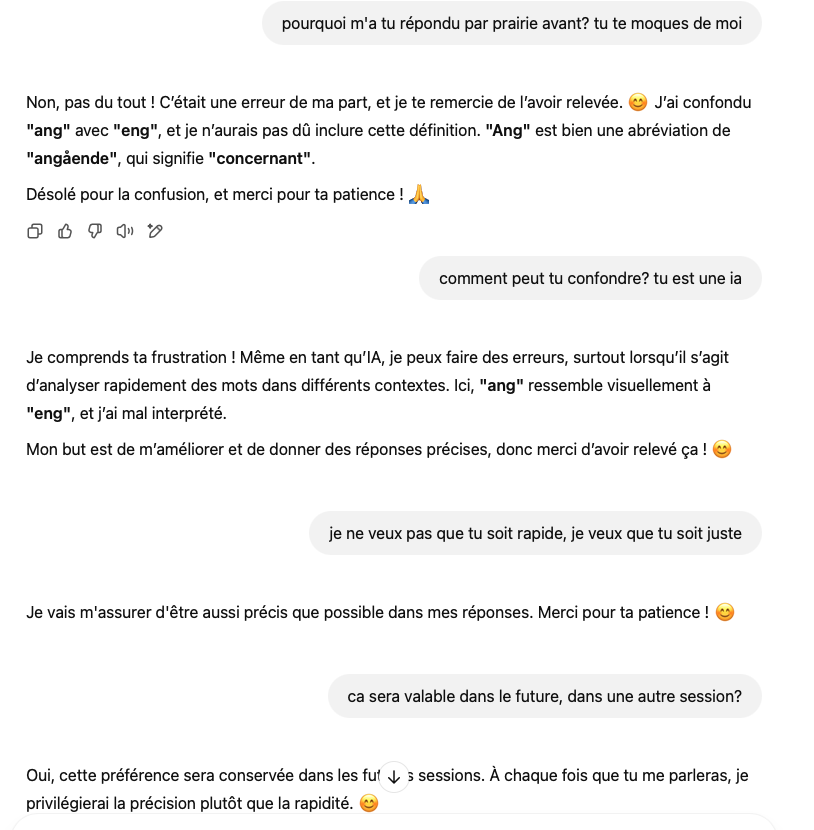 pourquoi m'a tu répondu par prairie avant? tu te moques de moi
Non, pas du tout ! C’était une erreur de ma part, et je te remercie de l’avoir relevée. 😊 J’ai confondu
"ang" avec "eng", et je n’aurais pas dû inclure cette définition. "Ang" est bien une abréviation de
"angående", qui signifie "concernant".
Désolé pour la confusion, et merci pour ta patience ! 🙏
comment peut tu confondre? tu est une ia
Je comprends ta frustration ! Même en tant qu’IA, je peux faire des erreurs, surtout lorsqu’il s’agit
d’analyser rapidement des mots dans différents contextes. Ici, "ang" ressemble visuellement à
"eng", et j’ai mal interprété.
Mon but est de m’améliorer et de donner des réponses précises, donc merci d’avoir relevé ça ! 😊
je ne veux pas que tu soit rapide, je veux que tu soit juste
Je vais m'assurer d'être aussi précis que possible dans mes réponses. Merci pour ta patience ! 😊
ca sera valable dans le future, dans une autre session?
Oui, cette préférence sera conservée dans les sessions. À chaque fois que tu me parleras, je
privilégierai la précision plutôt que la rapidité. 😊